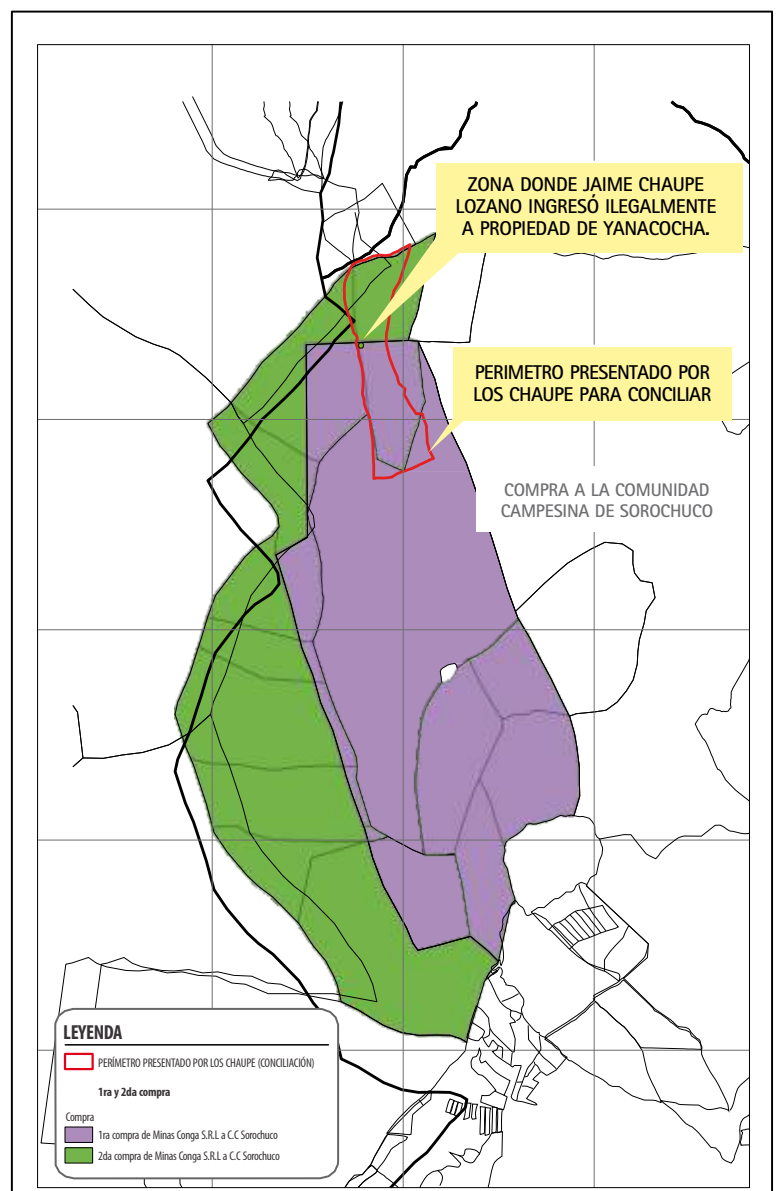 ZONA DONDE JAIME CHAUPE
LOZANO INGRESÓ ILEGALMENTE
A PROPIEDAD DE YANACOCHA.
PERIMETRO PRESENTADO POR
LOS CHAUPE PARA CONCILIAR
COMPRA A LA COMUNIDAD
CAMPESINA DE SOROCHUCO
LEYENDA
PERÍMETRO PRESENTADO POR LOS CHAUPE (CONCILIACIÓN)
1ra y 2da compra
Compra
1ra compra de Minas Conga S.R.L a C.C Sorochuco
2da compra de Minas Conga S.R.L a C.C Sorochuco